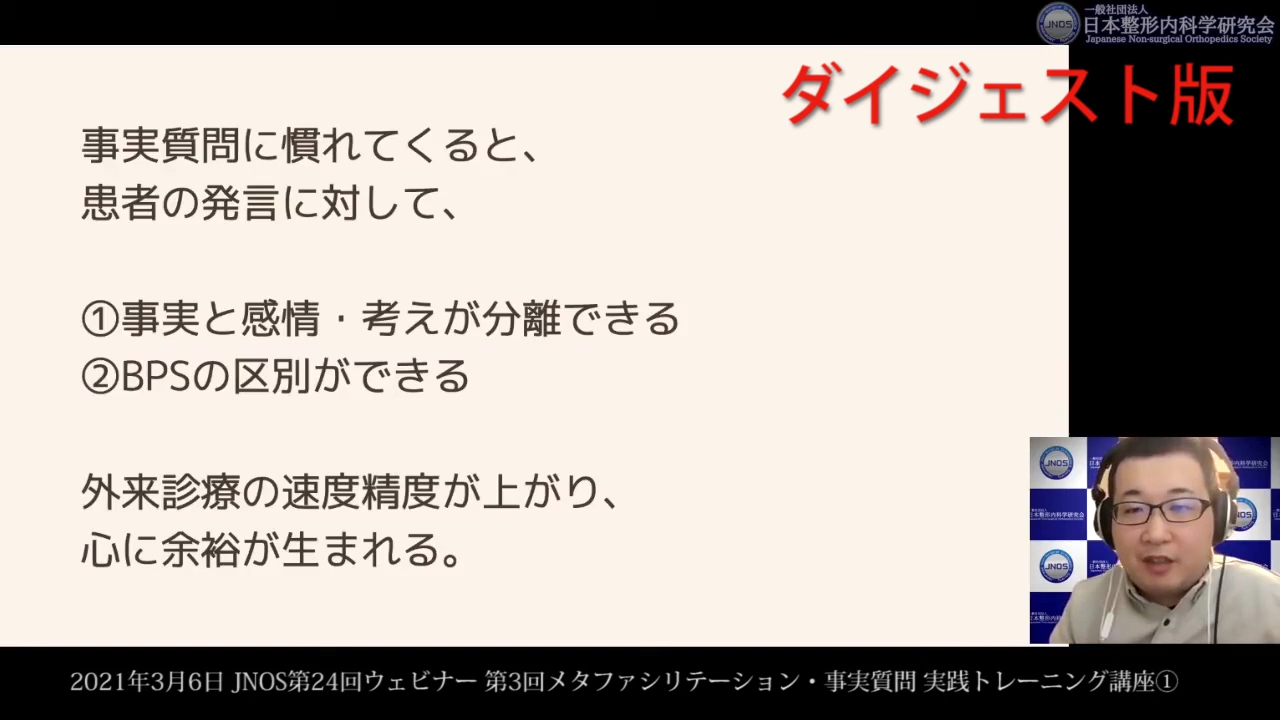 一般社団法人
日本整形内科学研究会
Japanese Non-surgical Orthopedics Society
JNOS
ダイジェスト版
事実質問に慣れてくると、
患者の発言に対して、
①事実と感情・考えが分離できる
②BPSの区別ができる
外来診療の速度精度が上がり、
心に余裕が生まれる。
JNOS
JNOS
2021年3月6日 JNOS第24回ウェビナー 第3回メタファシリテーション・事実質問 実践トレーニング講座①